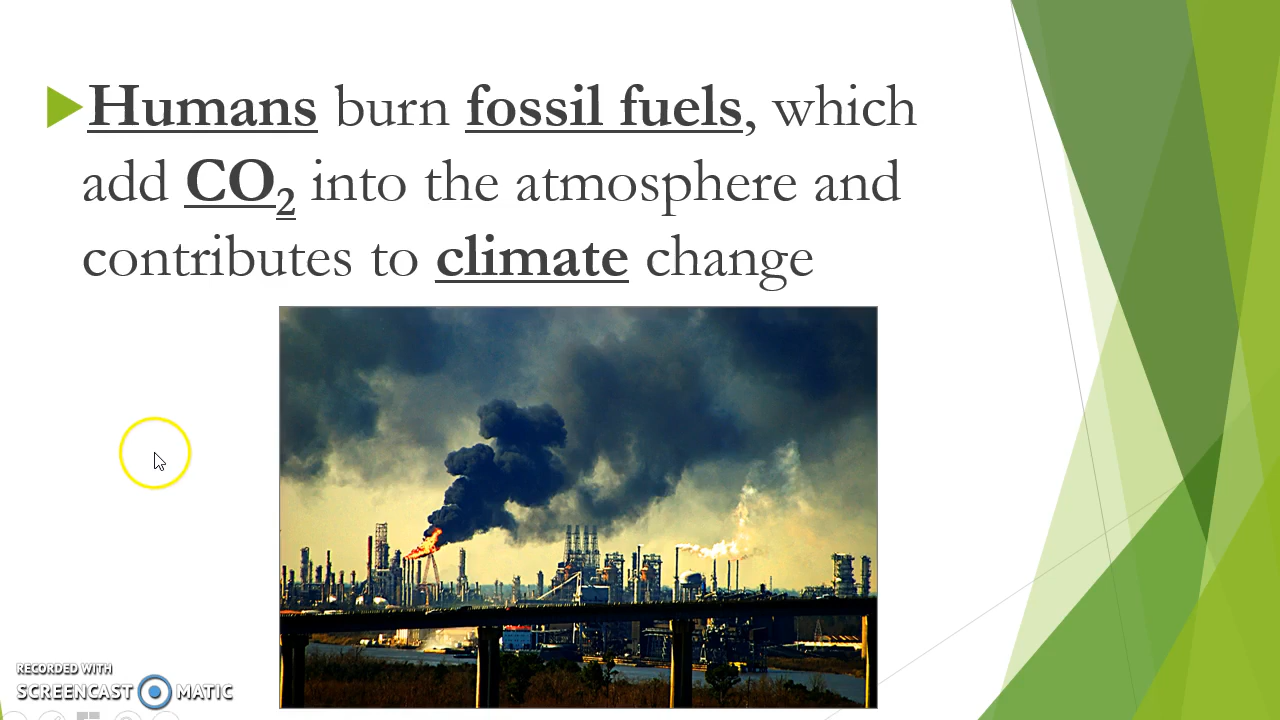 Humans burn fossil fuels, which
add CO₂ into the atmosphere and
contributes to climate change
RECORDED WITH
SCREENCAST MATIC